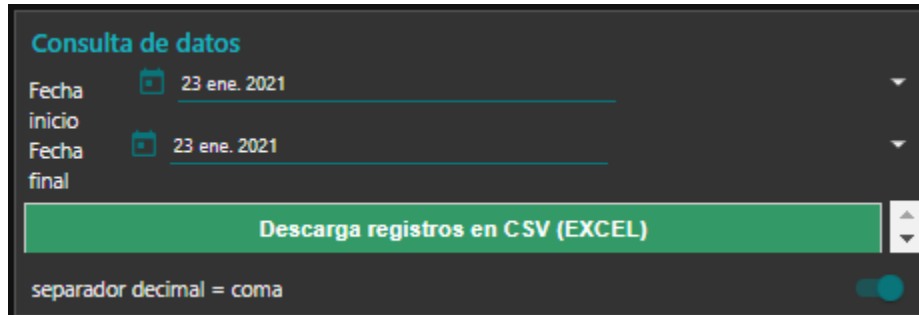 Consulta de datos
Fecha inicio
23 ene. 2021
Fecha final
23 ene. 2021
Descarga registros en CSV (EXCEL)
separador decimal = coma